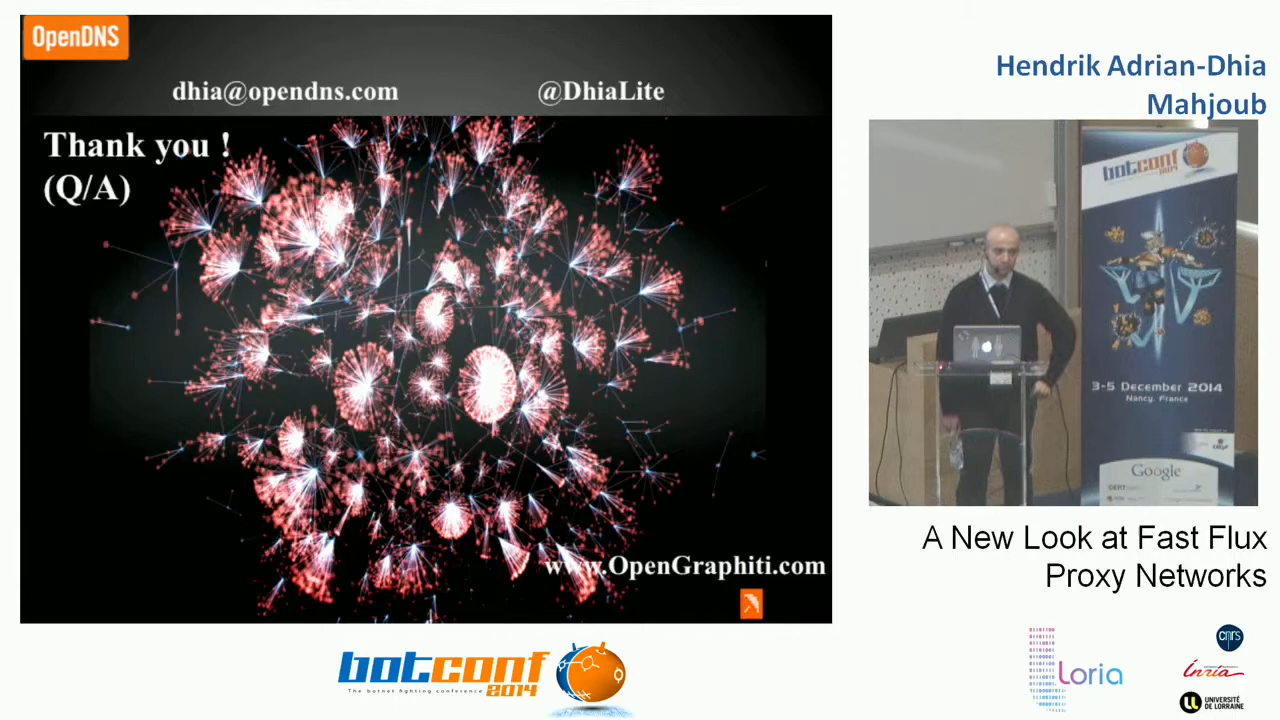 OpenDNS
dhia@opendns.com
@DhiaLite
Thank you !
(Q/A)
www.OpenGraphiti.com
Hendrik Adrian-Dhia
Mahjoub
botconf
2014
3-5 December 2014
Nancy, France
Google
A New Look at Fast Flux
Proxy Networks
botconf
The botnet fighting conference 2014
Loria
cnrs
Inria
UNIVERSITÉ
DE LORRAINE